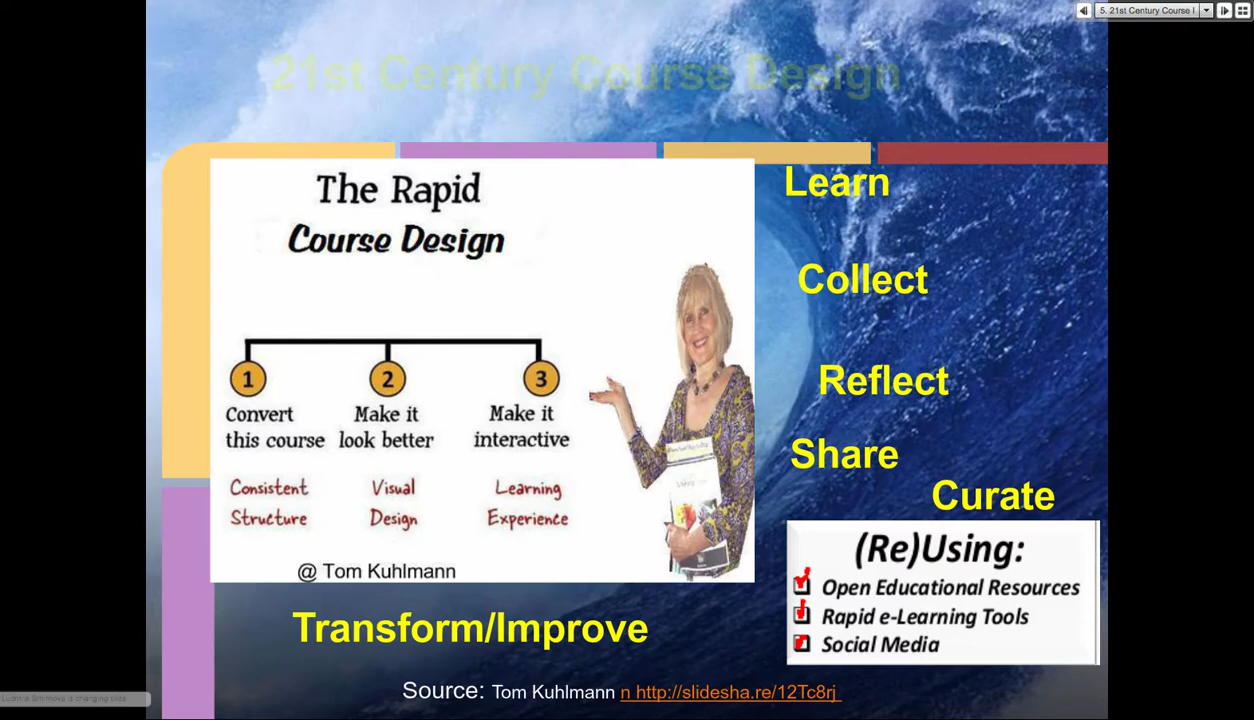 5. 21st Century Course I
21st Century Course Design
The Rapid
Course Design
1
2
3
Convert
this course
Make it
look better
Make it
interactive
Consistent
Structure
Visual
Design
Learning
Experience
@ Tom Kuhlmann
Learn
Collect
Reflect
Share
Curate
(Re)Using:
Open Educational Resources
Rapid e-Learning Tools
Social Media
Transform/Improve
Source: Tom Kuhlmann n http://slidesha.re/12Tc8rj
is changing slide